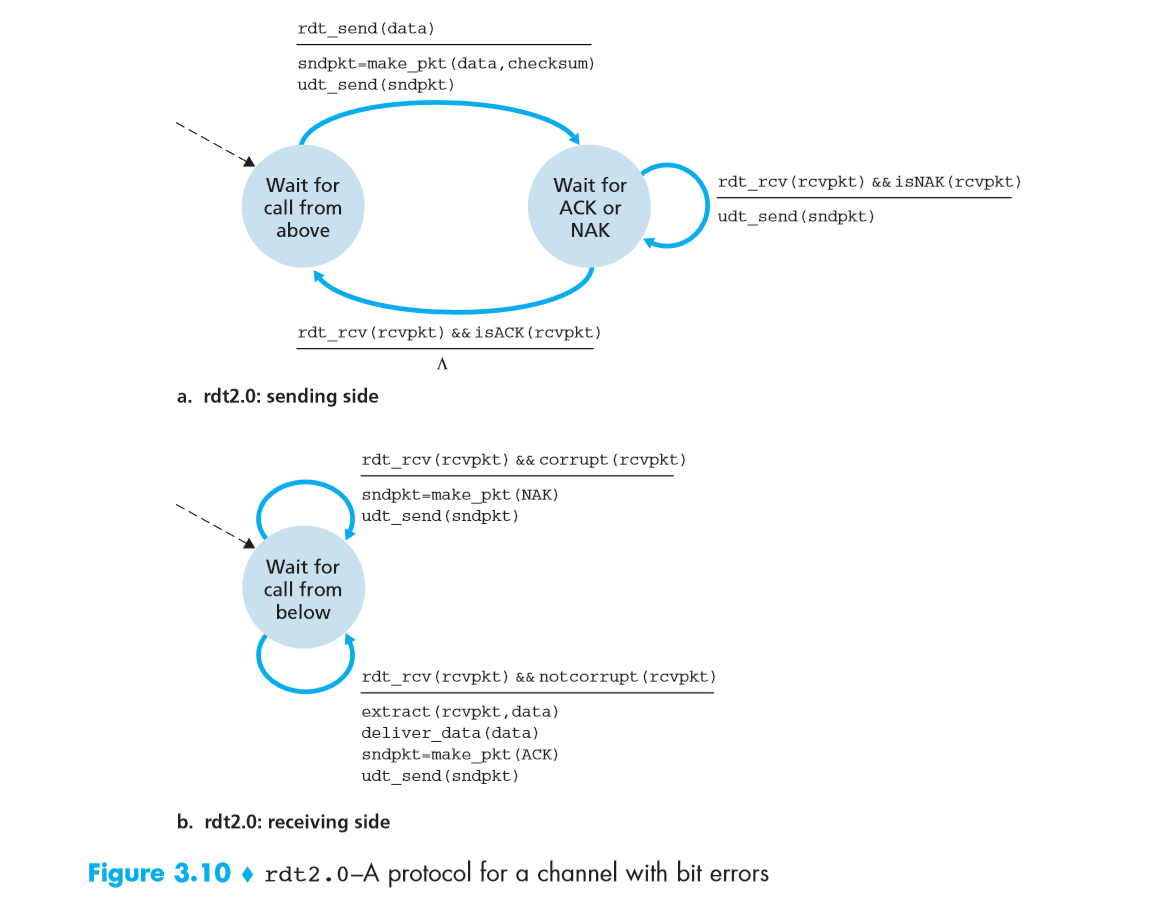 rdt_send(data)
sndpkt=make_pkt(data,checksum)
udt_send(sndpkt)
Wait for
call from
above
Wait for
ACK or
NAK
rdt_rcv(rcvpkt) && isNAK(rcvpkt)
udt_send(sndpkt)
rdt_rcv(rcvpkt) && isACK(rcvpkt)
Λ
a. rdt2.0: sending side
rdt_rcv(rcvpkt) && corrupt(rcvpkt)
sndpkt=make_pkt(NAK)
udt_send(sndpkt)
Wait for
call from
below
rdt_rcv(rcvpkt) && notcorrupt(rcvpkt)
extract(rcvpkt,data)
deliver_data(data)
sndpkt=make_pkt(ACK)
udt_send(sndpkt)
b. rdt2.0: receiving side
Figure 3.10 ♦ rdt2.0–A protocol for a channel with bit errors